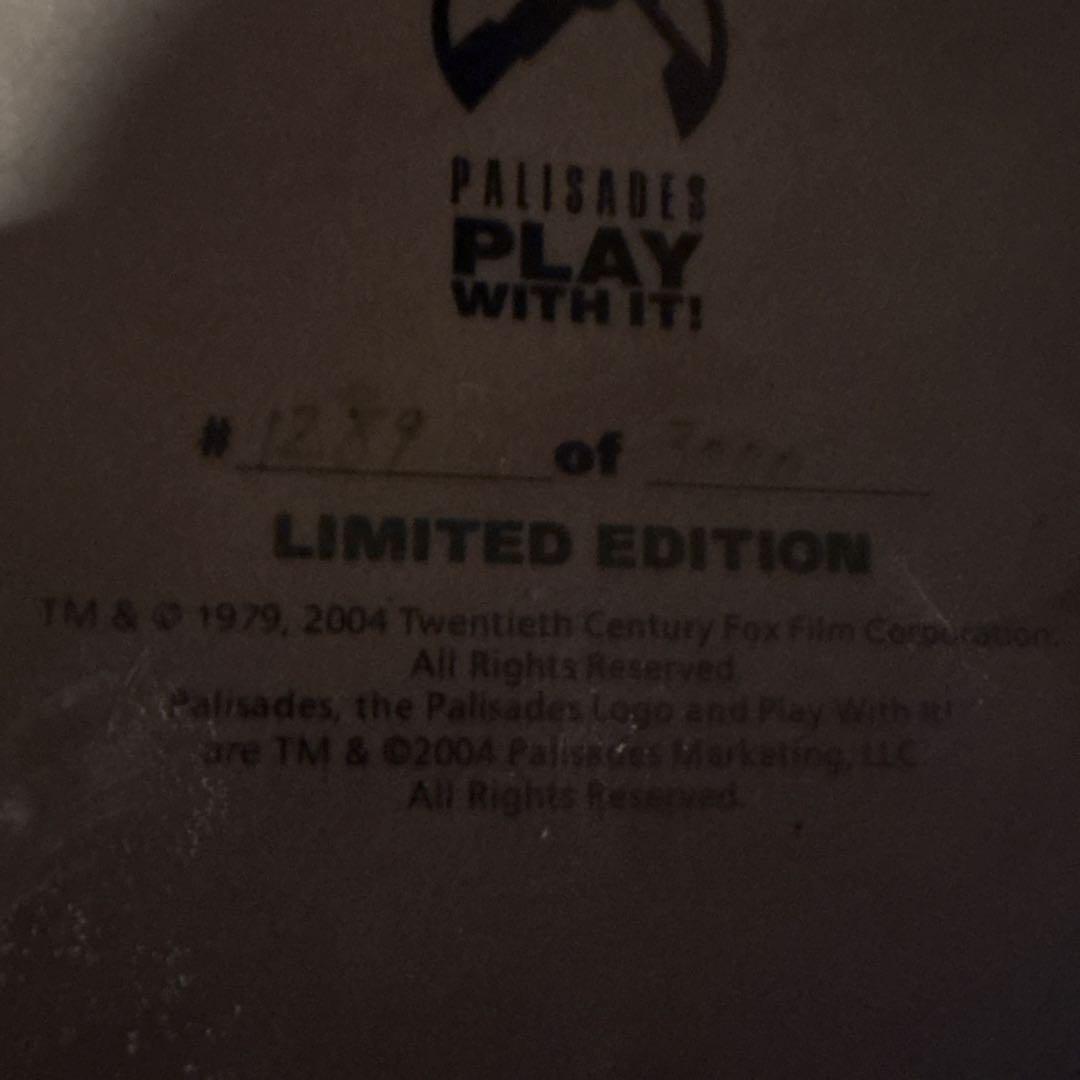 PALISADES
PLAY
WITH IT!
# 1289 of
LIMITED EDITION
TM & © 1979, 2004 Twentieth Century Fox Film Corporation.
All Rights Reserved
Palisades, the Palisades Logo and Play With It!
are TM & ©2004 Palisades Marketing, LLC
All Rights Reserved.